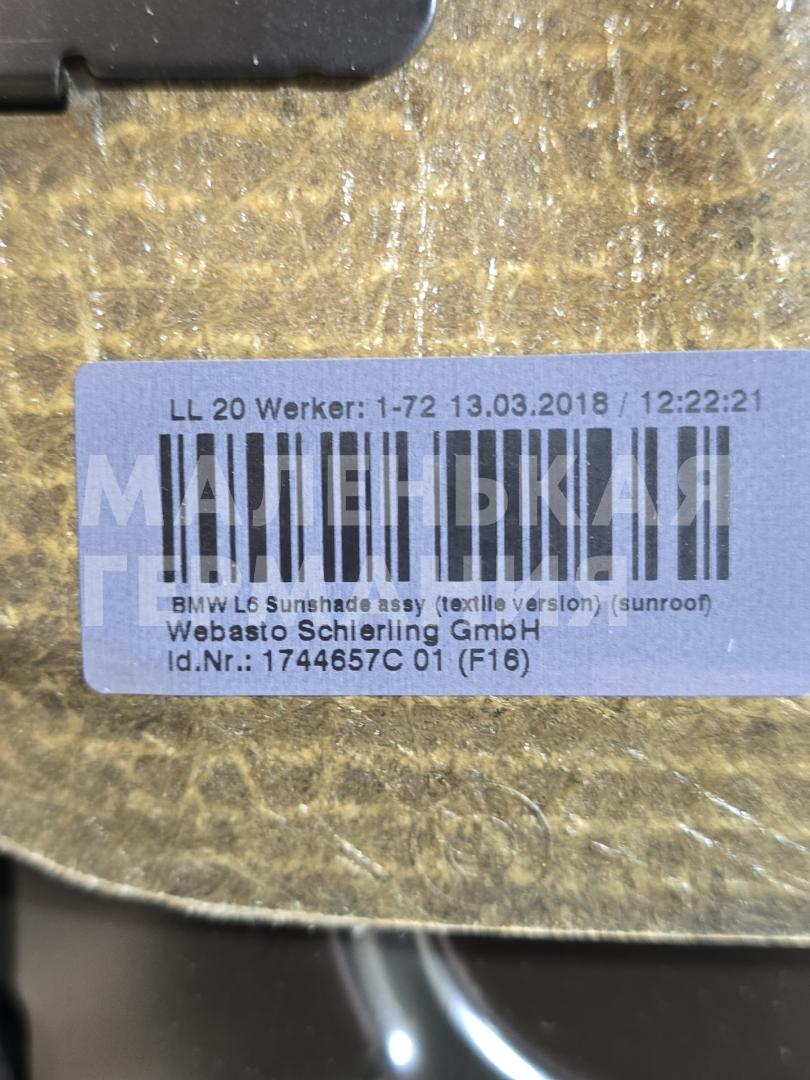 LL 20 Werker: 1-72 13.03.2018 / 12:22:21
МАЛЕНЬКАЯ
ГЕРМАНИЯ
BMW L6 Sunshade assy (textile version) (sunroof)
Webasto Schierling GmbH
Id.Nr.: 1744657C 01 (F16)